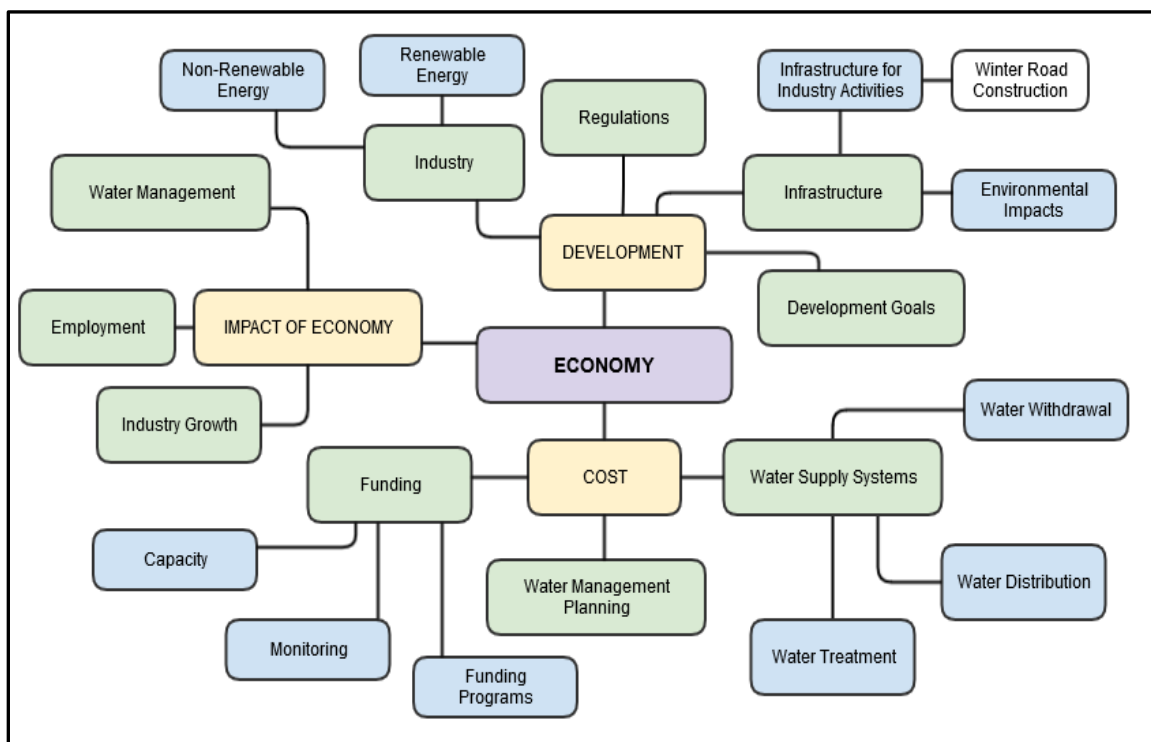 Non-Renewable
Energy
Renewable
Energy
Infrastructure for
Industry Activities
Winter Road
Construction
Regulations
Industry
Water Management
Infrastructure
Environmental
Impacts
DEVELOPMENT
Development Goals
Employment
IMPACT OF ECONOMY
ECONOMY
Industry Growth
Water Withdrawal
Funding
COST
Water Supply Systems
Capacity
Water Management
Planning
Water Distribution
Monitoring
Funding
Programs
Water Treatment